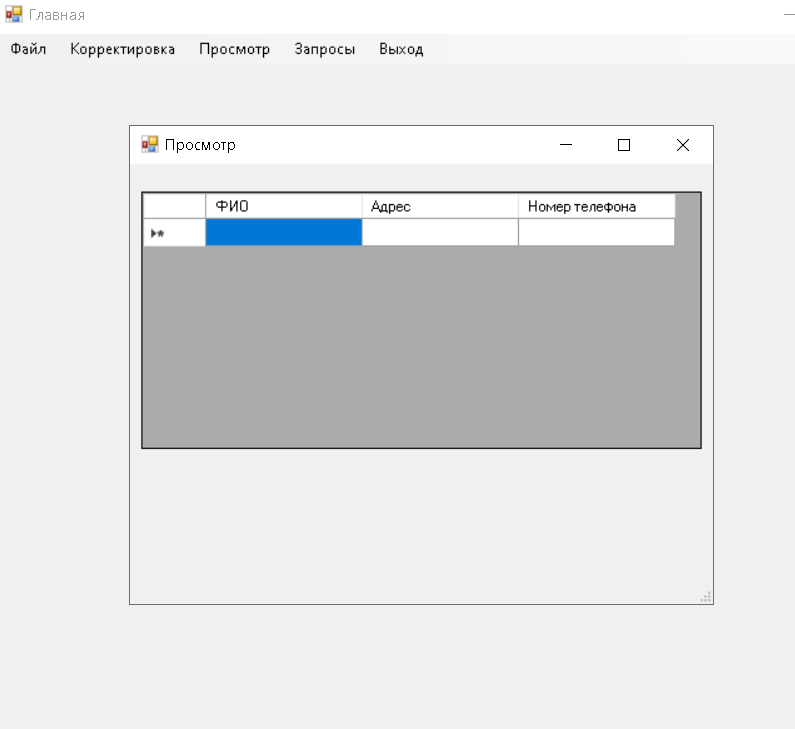 Главная
Файл Корректировка Просмотр Запросы Выход
Просмотр
ФИО Адрес Номер телефона